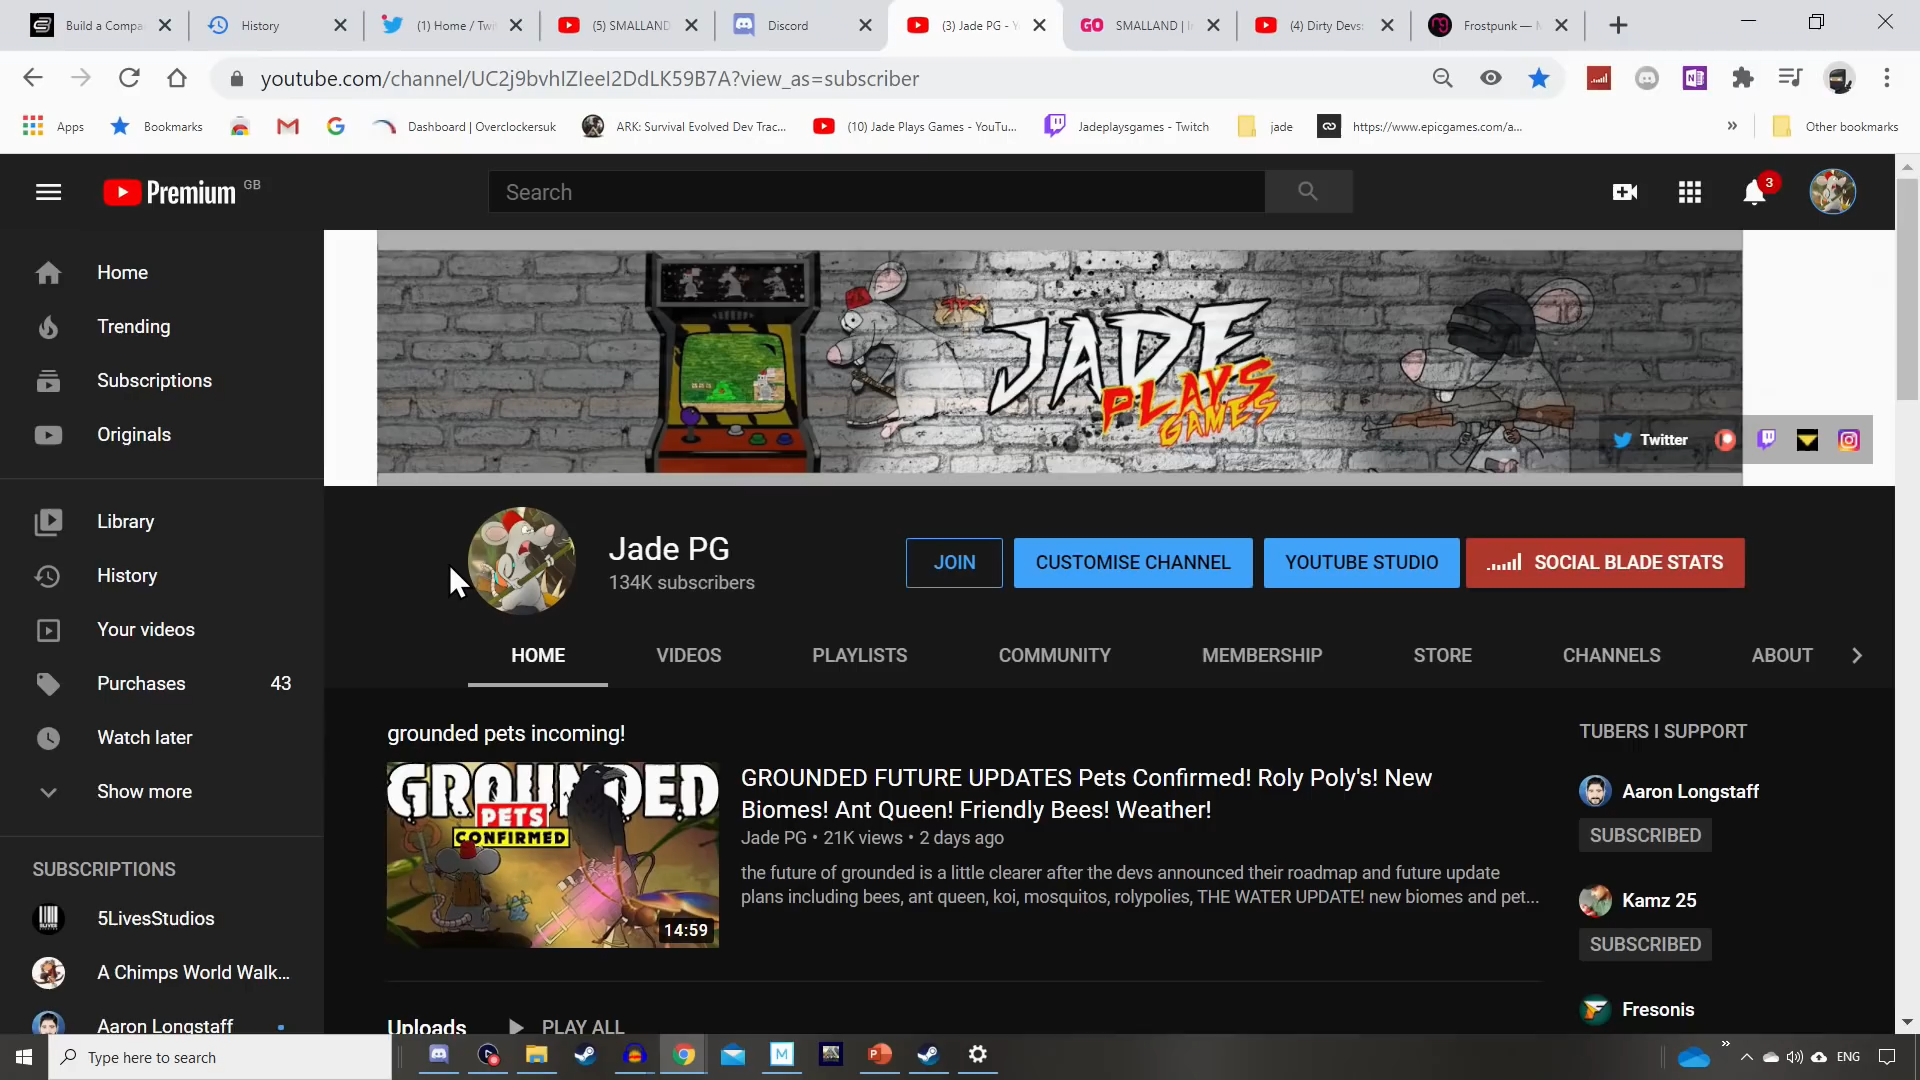 Build a Compa
History
(1) Home / Tw
(5) SMALLAND
Discord
(3) Jade PG - Y
GO SMALLAND | I
(4) Dirty Devs:
Frostpunk —
youtube.com/channel/UC2j9bvhIZIeeI2DdLK59B7A?view_as=subscriber
Apps
Bookmarks
Dashboard | Overclockersuk
ARK: Survival Evolved Dev Trac...
(10) Jade Plays Games - YouTu...
Jadeplaysgames - Twitch
jade
https://www.epicgames.com/a...
»
Other bookmarks
Premium GB
Search
3
Home
Trending
Subscriptions
Originals
Library
History
Your videos
Purchases 43
Watch later
Show more
SUBSCRIPTIONS
5LivesStudios
A Chimps World Walk...
Aaron Longstaff
JADE
PLAYS
GAMES
Twitter
Jade PG
134K subscribers
JOIN
CUSTOMISE CHANNEL
YOUTUBE STUDIO
SOCIAL BLADE STATS
HOME VIDEOS PLAYLISTS COMMUNITY MEMBERSHIP STORE CHANNELS ABOUT
grounded pets incoming!
GROUNDED
PETS
CONFIRMED
14:59
GROUNDED FUTURE UPDATES Pets Confirmed! Roly Poly's! New
Biomes! Ant Queen! Friendly Bees! Weather!
Jade PG • 21K views • 2 days ago
the future of grounded is a little clearer after the devs announced their roadmap and future update
plans including bees, ant queen, koi, mosquitos, rolypolies, THE WATER UPDATE! new biomes and pet...
TUBERS I SUPPORT
Aaron Longstaff
SUBSCRIBED
Kamz 25
SUBSCRIBED
Fresonis
Uploads
PLAY ALL
Type here to search
ENG